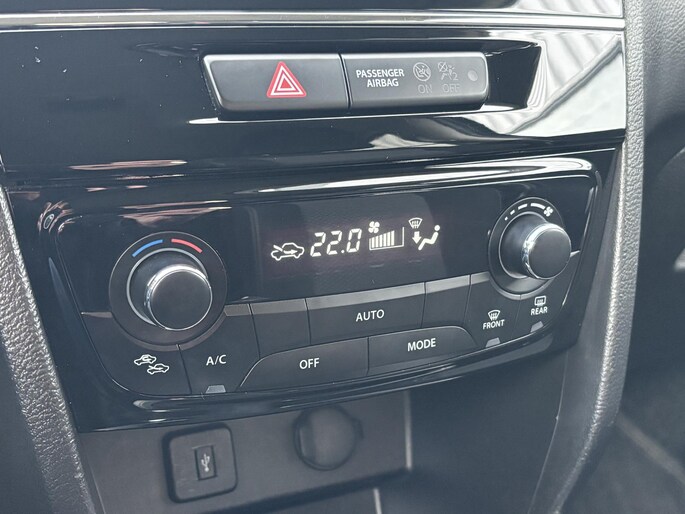 PASSENGER
AIRBAG
ON OFF
22.0
AUTO
A/C
OFF
MODE
FRONT
REAR